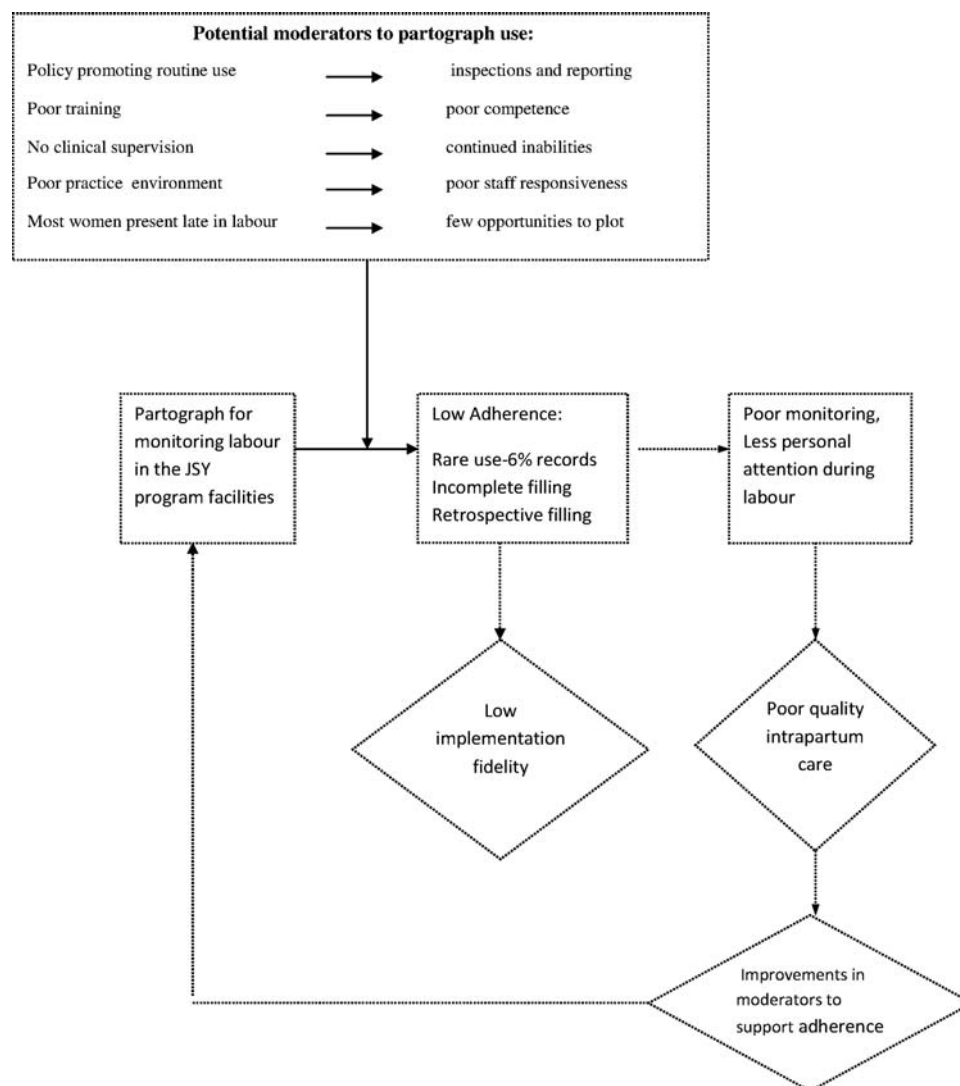 Potential moderators to partograph use:
Policy promoting routine use inspections and reporting
Poor training poor competence
No clinical supervision continued inabilities
Poor practice environment poor staff responsiveness
Most women present late in labour few opportunities to plot
Partograph for
monitoring labour
in the JSY
program facilities
Low Adherence:
Rare use-6% records
Incomplete filling
Retrospective filling
Poor monitoring,
Less personal
attention during
labour
Low
implementation
fidelity
Poor quality
intrapartum
care
Improvements in
moderators to
support adherence